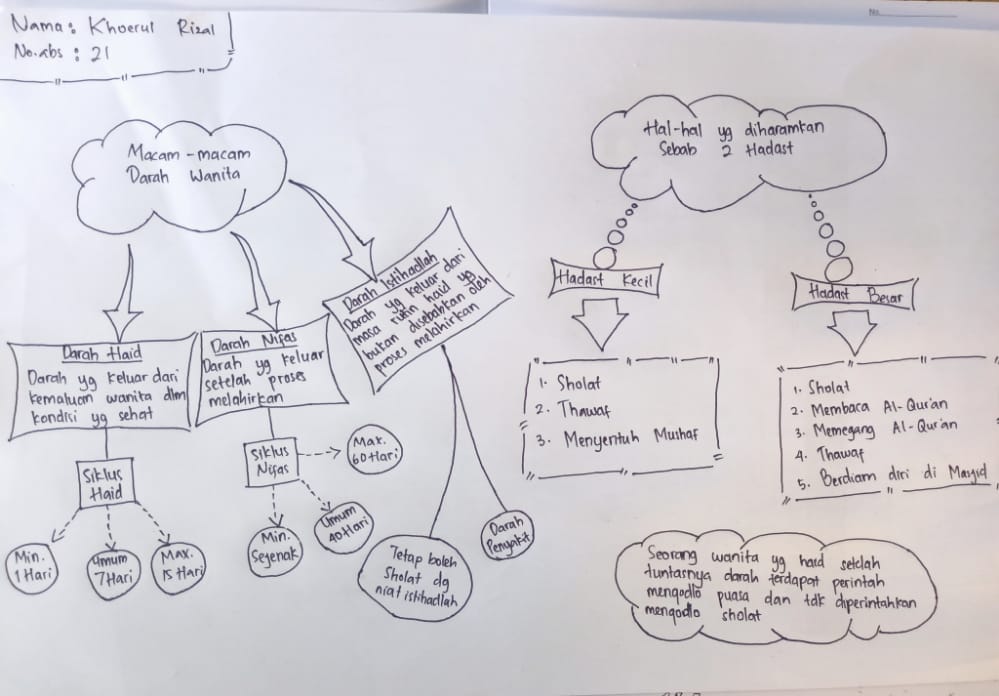 No.
Nama : Khoerul Rizal
No.abs : 21
Macam-macam
Darah Wanita
Darah Haid
Darah yg keluar dari
kemaluan wanita dlm
kondisi yg sehat
Siklus
Haid
Min.
1 Hari
Umum
7 Hari
Max.
15 Hari
Darah Nifas
Darah yg keluar
setelah proses
melahirkan
Siklus
Nifas
Max.
60 Hari
Min.
Segenak
Umum
40 Hari
Darah Istihadlah
Darah yg keluar dari
masa rutin haid yg
bukan disebabkan oleh
proses melahirkan
Tetap boleh
Sholat dg
niat istihadlah
Darah
Penyakit
Hal-hal yg diharamkan
Sebab 2 Hadast
Hadast Kecil
1. Sholat
2. Thawaf
3. Menyentuh Mushaf
Hadast Besar
1. Sholat
2. Membaca Al-Qur'an
3. Memegang Al-Qur'an
4. Thawaf
5. Berdiam diri di Masjid
Seorang wanita yg haid setelah
tuntasnya darah terdapat perintah
mengodlo puasa dan tdk diperintahkan
mengodlo sholat